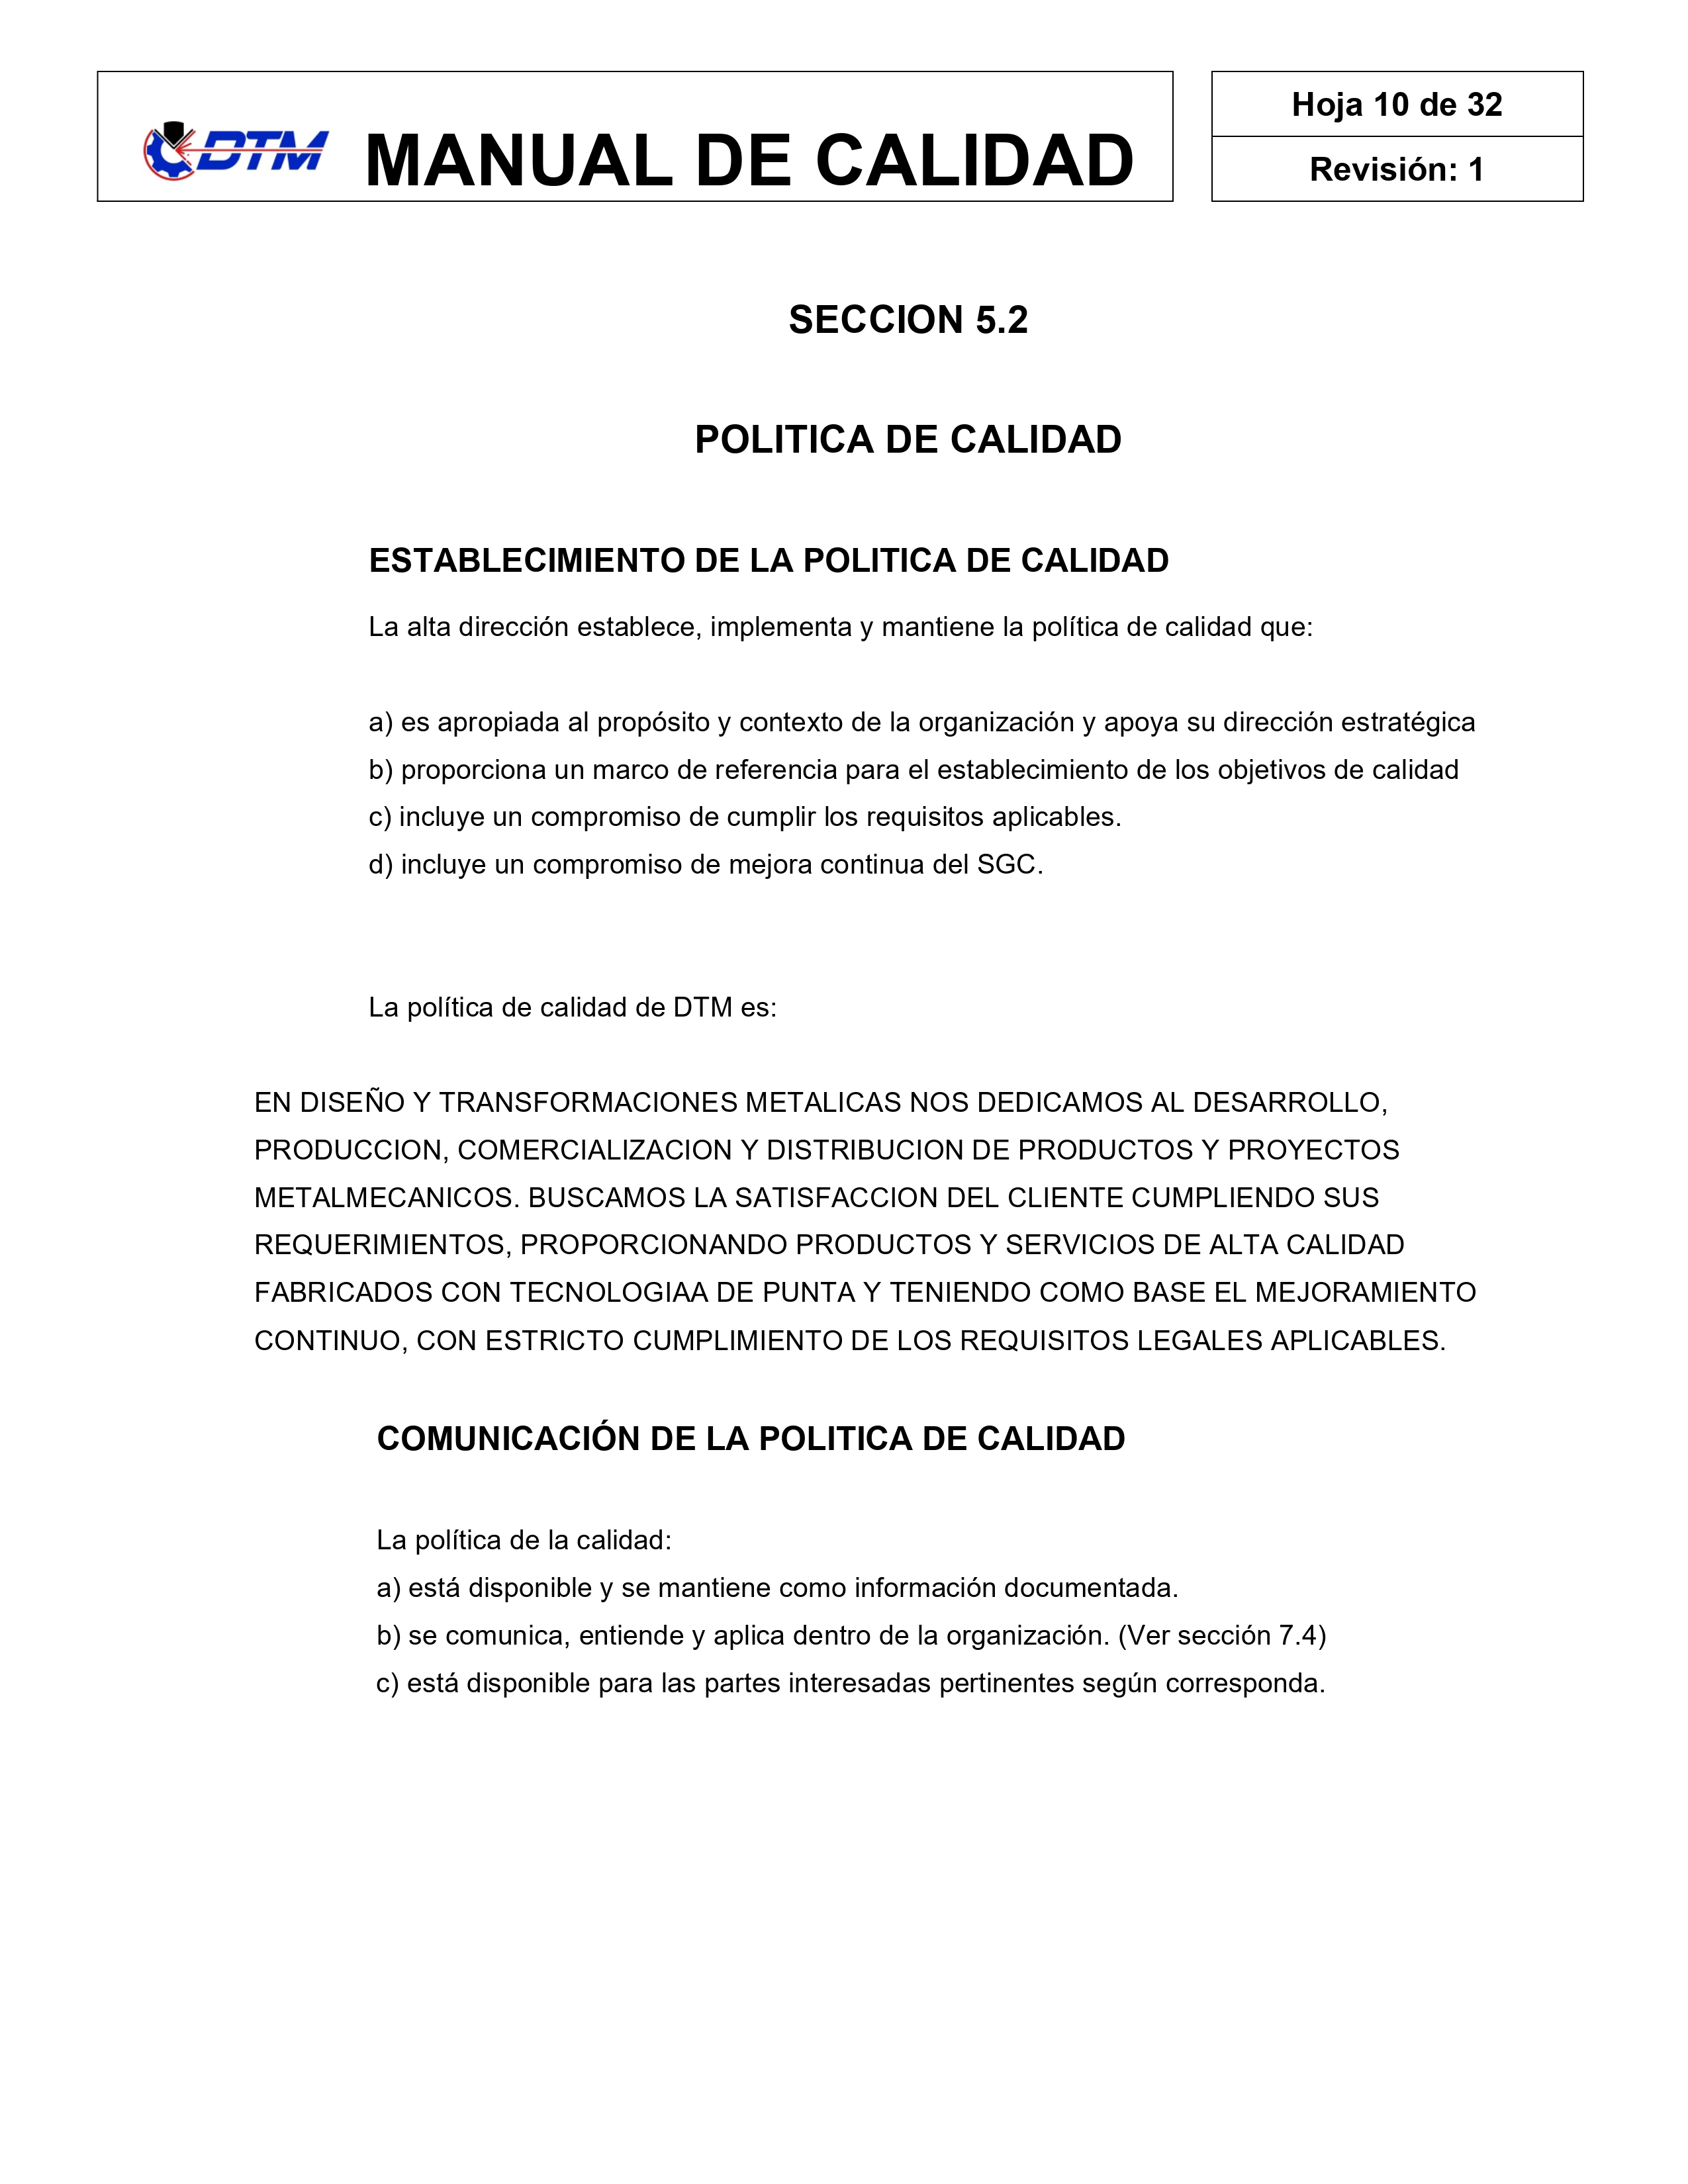 DTM
MANUAL DE CALIDAD
Hoja 10 de 32
Revisión: 1
SECCION 5.2
POLITICA DE CALIDAD
ESTABLECIMIENTO DE LA POLITICA DE CALIDAD
La alta dirección establece, implementa y mantiene la política de calidad que:
a) es apropiada al propósito y contexto de la organización y apoya su dirección estratégica
b) proporciona un marco de referencia para el establecimiento de los objetivos de calidad
c) incluye un compromiso de cumplir los requisitos aplicables.
d) incluye un compromiso de mejora continua del SGC.
La política de calidad de DTM es:
EN DISEÑO Y TRANSFORMACIONES METALICAS NOS DEDICAMOS AL DESARROLLO,
PRODUCCION, COMERCIALIZACION Y DISTRIBUCION DE PRODUCTOS Y PROYECTOS
METALMECANICOS. BUSCAMOS LA SATISFACCION DEL CLIENTE CUMPLIENDO SUS
REQUERIMIENTOS, PROPORCIONANDO PRODUCTOS Y SERVICIOS DE ALTA CALIDAD
FABRICADOS CON TECNOLOGIAA DE PUNTA Y TENIENDO COMO BASE EL MEJORAMIENTO
CONTINUO, CON ESTRICTO CUMPLIMIENTO DE LOS REQUISITOS LEGALES APLICABLES.
COMUNICACIÓN DE LA POLITICA DE CALIDAD
La política de la calidad:
a) está disponible y se mantiene como información documentada.
b) se comunica, entiende y aplica dentro de la organización. (Ver sección 7.4)
c) está disponible para las partes interesadas pertinentes según corresponda.